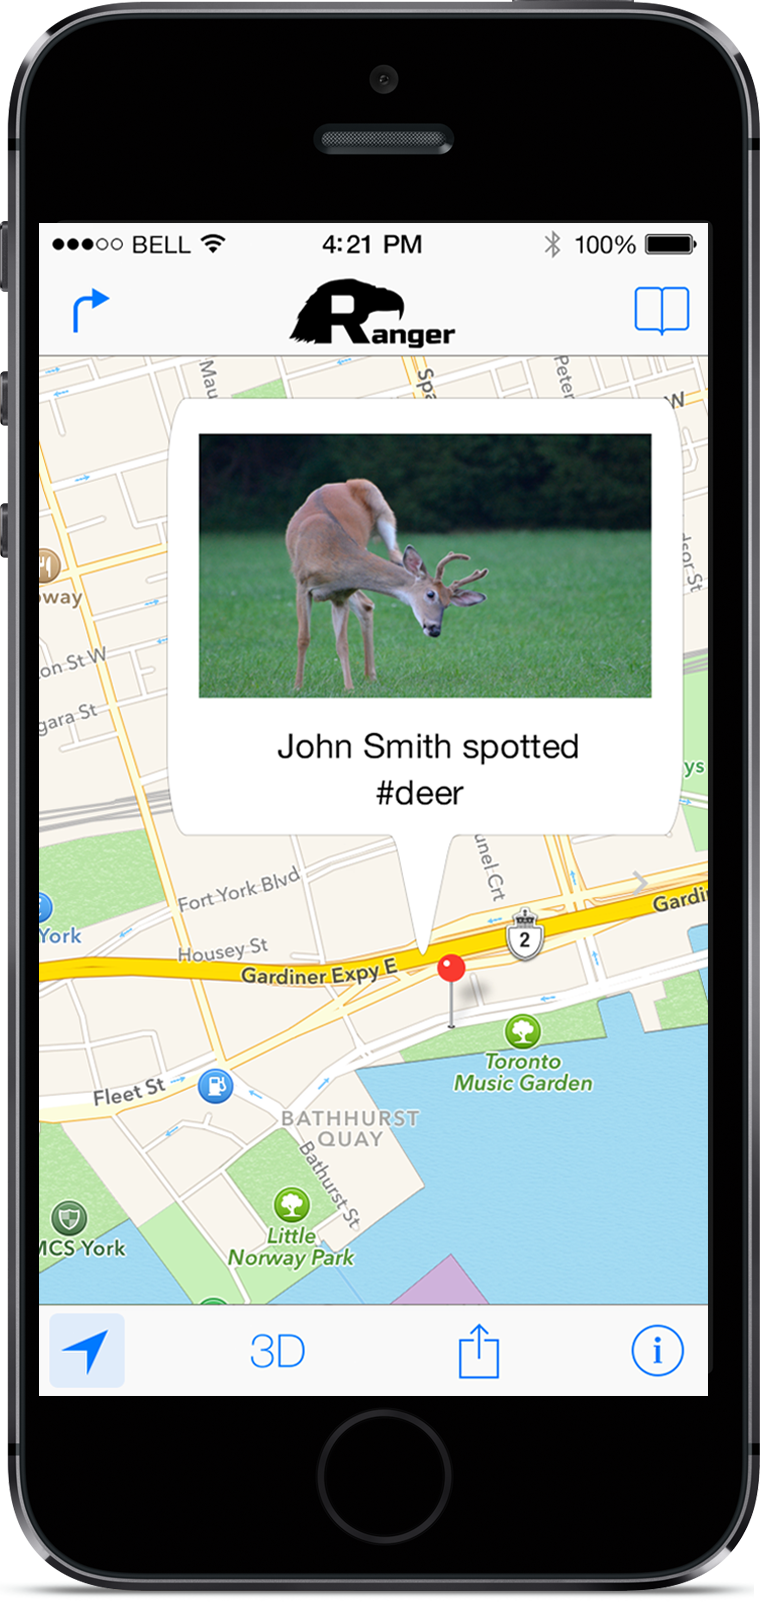 BELL
4:21 PM
100%
Ranger
Mau
Spa
Peter
W
way
on St W
gara St
dsor St
John Smith spotted
#deer
ys
unel Crt
Fort York Blvd
York
Housey St
Gardiner Expy E
2
Gardi
Toronto
Music Garden
Fleet St
BATHHURST
QUAY
Bathurst St
MCS York
Little
Norway Park
3D
i